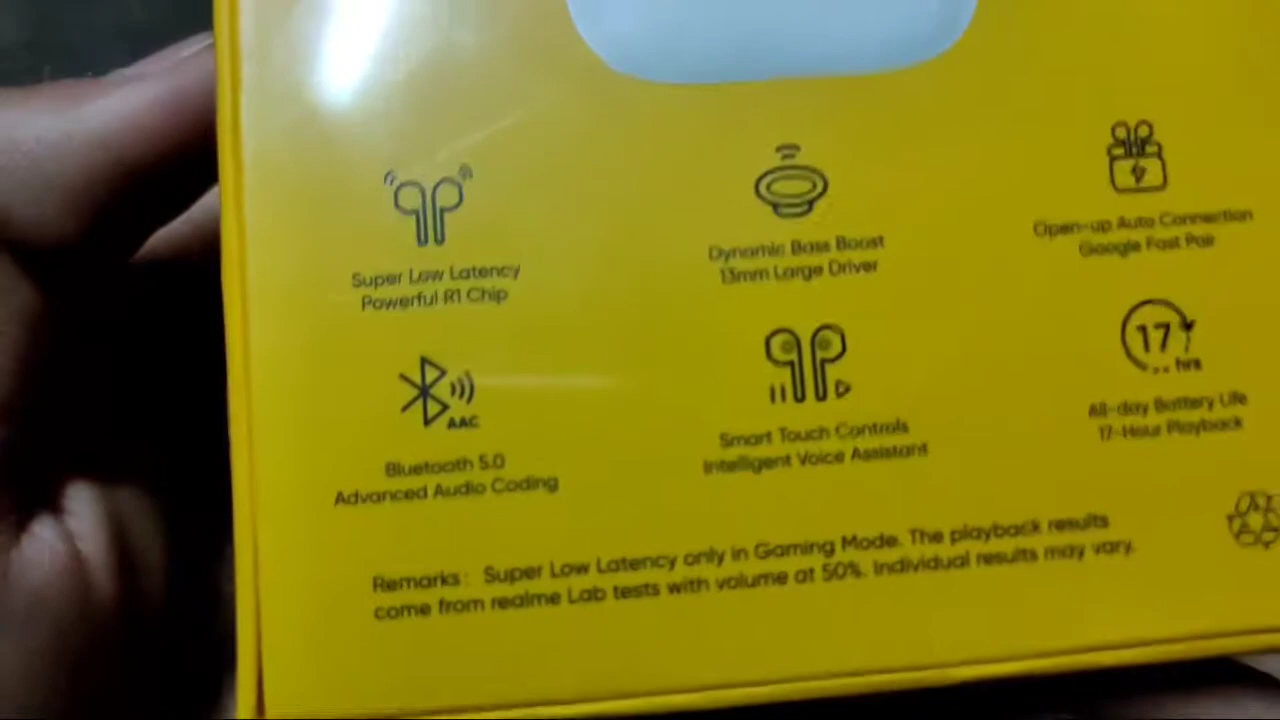 Super Low Latency
Powerful R1 Chip
Dynamic Bass Boost
13mm Large Driver
Open-up Auto Connection
Google Fast Pair
AAC
Bluetooth 5.0
Advanced Audio Coding
Smart Touch Controls
Intelligent Voice Assistant
17
hrs
All-day Battery Life
17-Hour Playback
Remarks: Super Low Latency only in Gaming Mode. The playback results
come from realme Lab tests with volume at 50%. Individual results may vary.